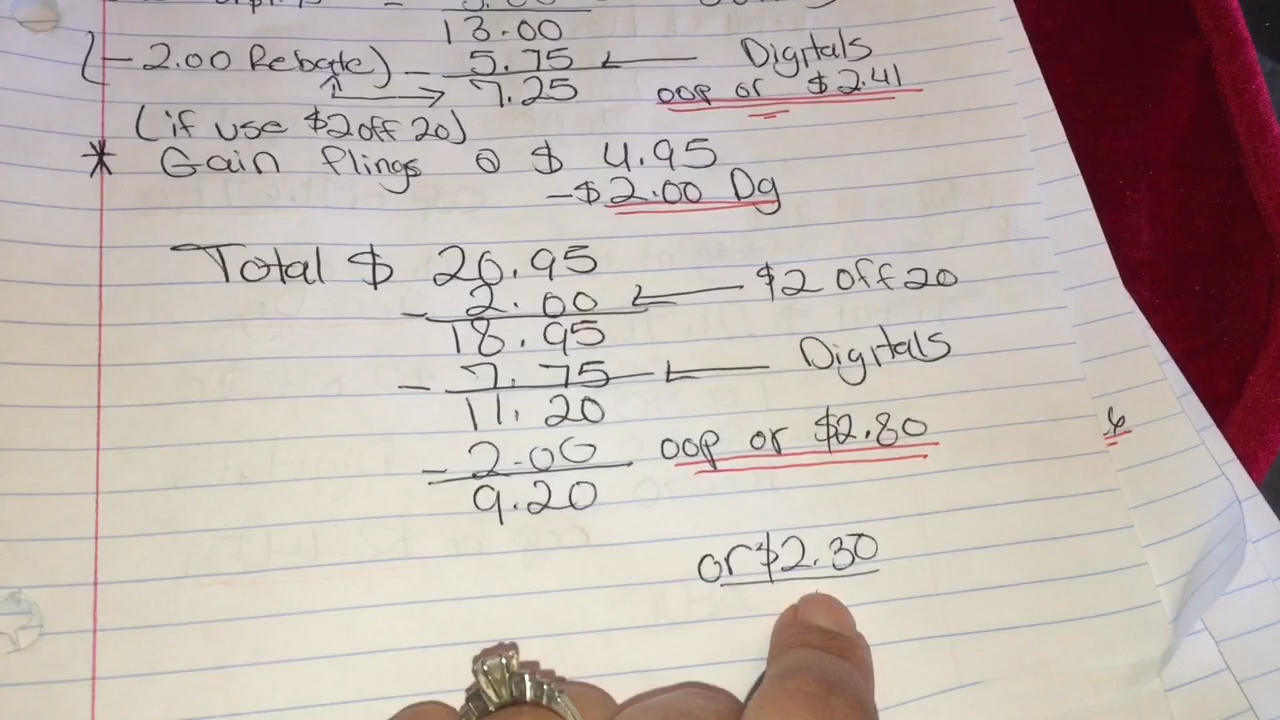 13.00
(-2.00 Rebate) - 5.75 ← Digitals
7.25 oop or $2.41
(if use $2 off 20)
* Gain Flings @ $ 4.95
-$2.00 Dg
Total $ 20.95
- 2.00 ← $2 off 20
18.95
- 7.75 ← Digitals
11.20
- 2.00 oop or $2.80
9.20
or $2.30